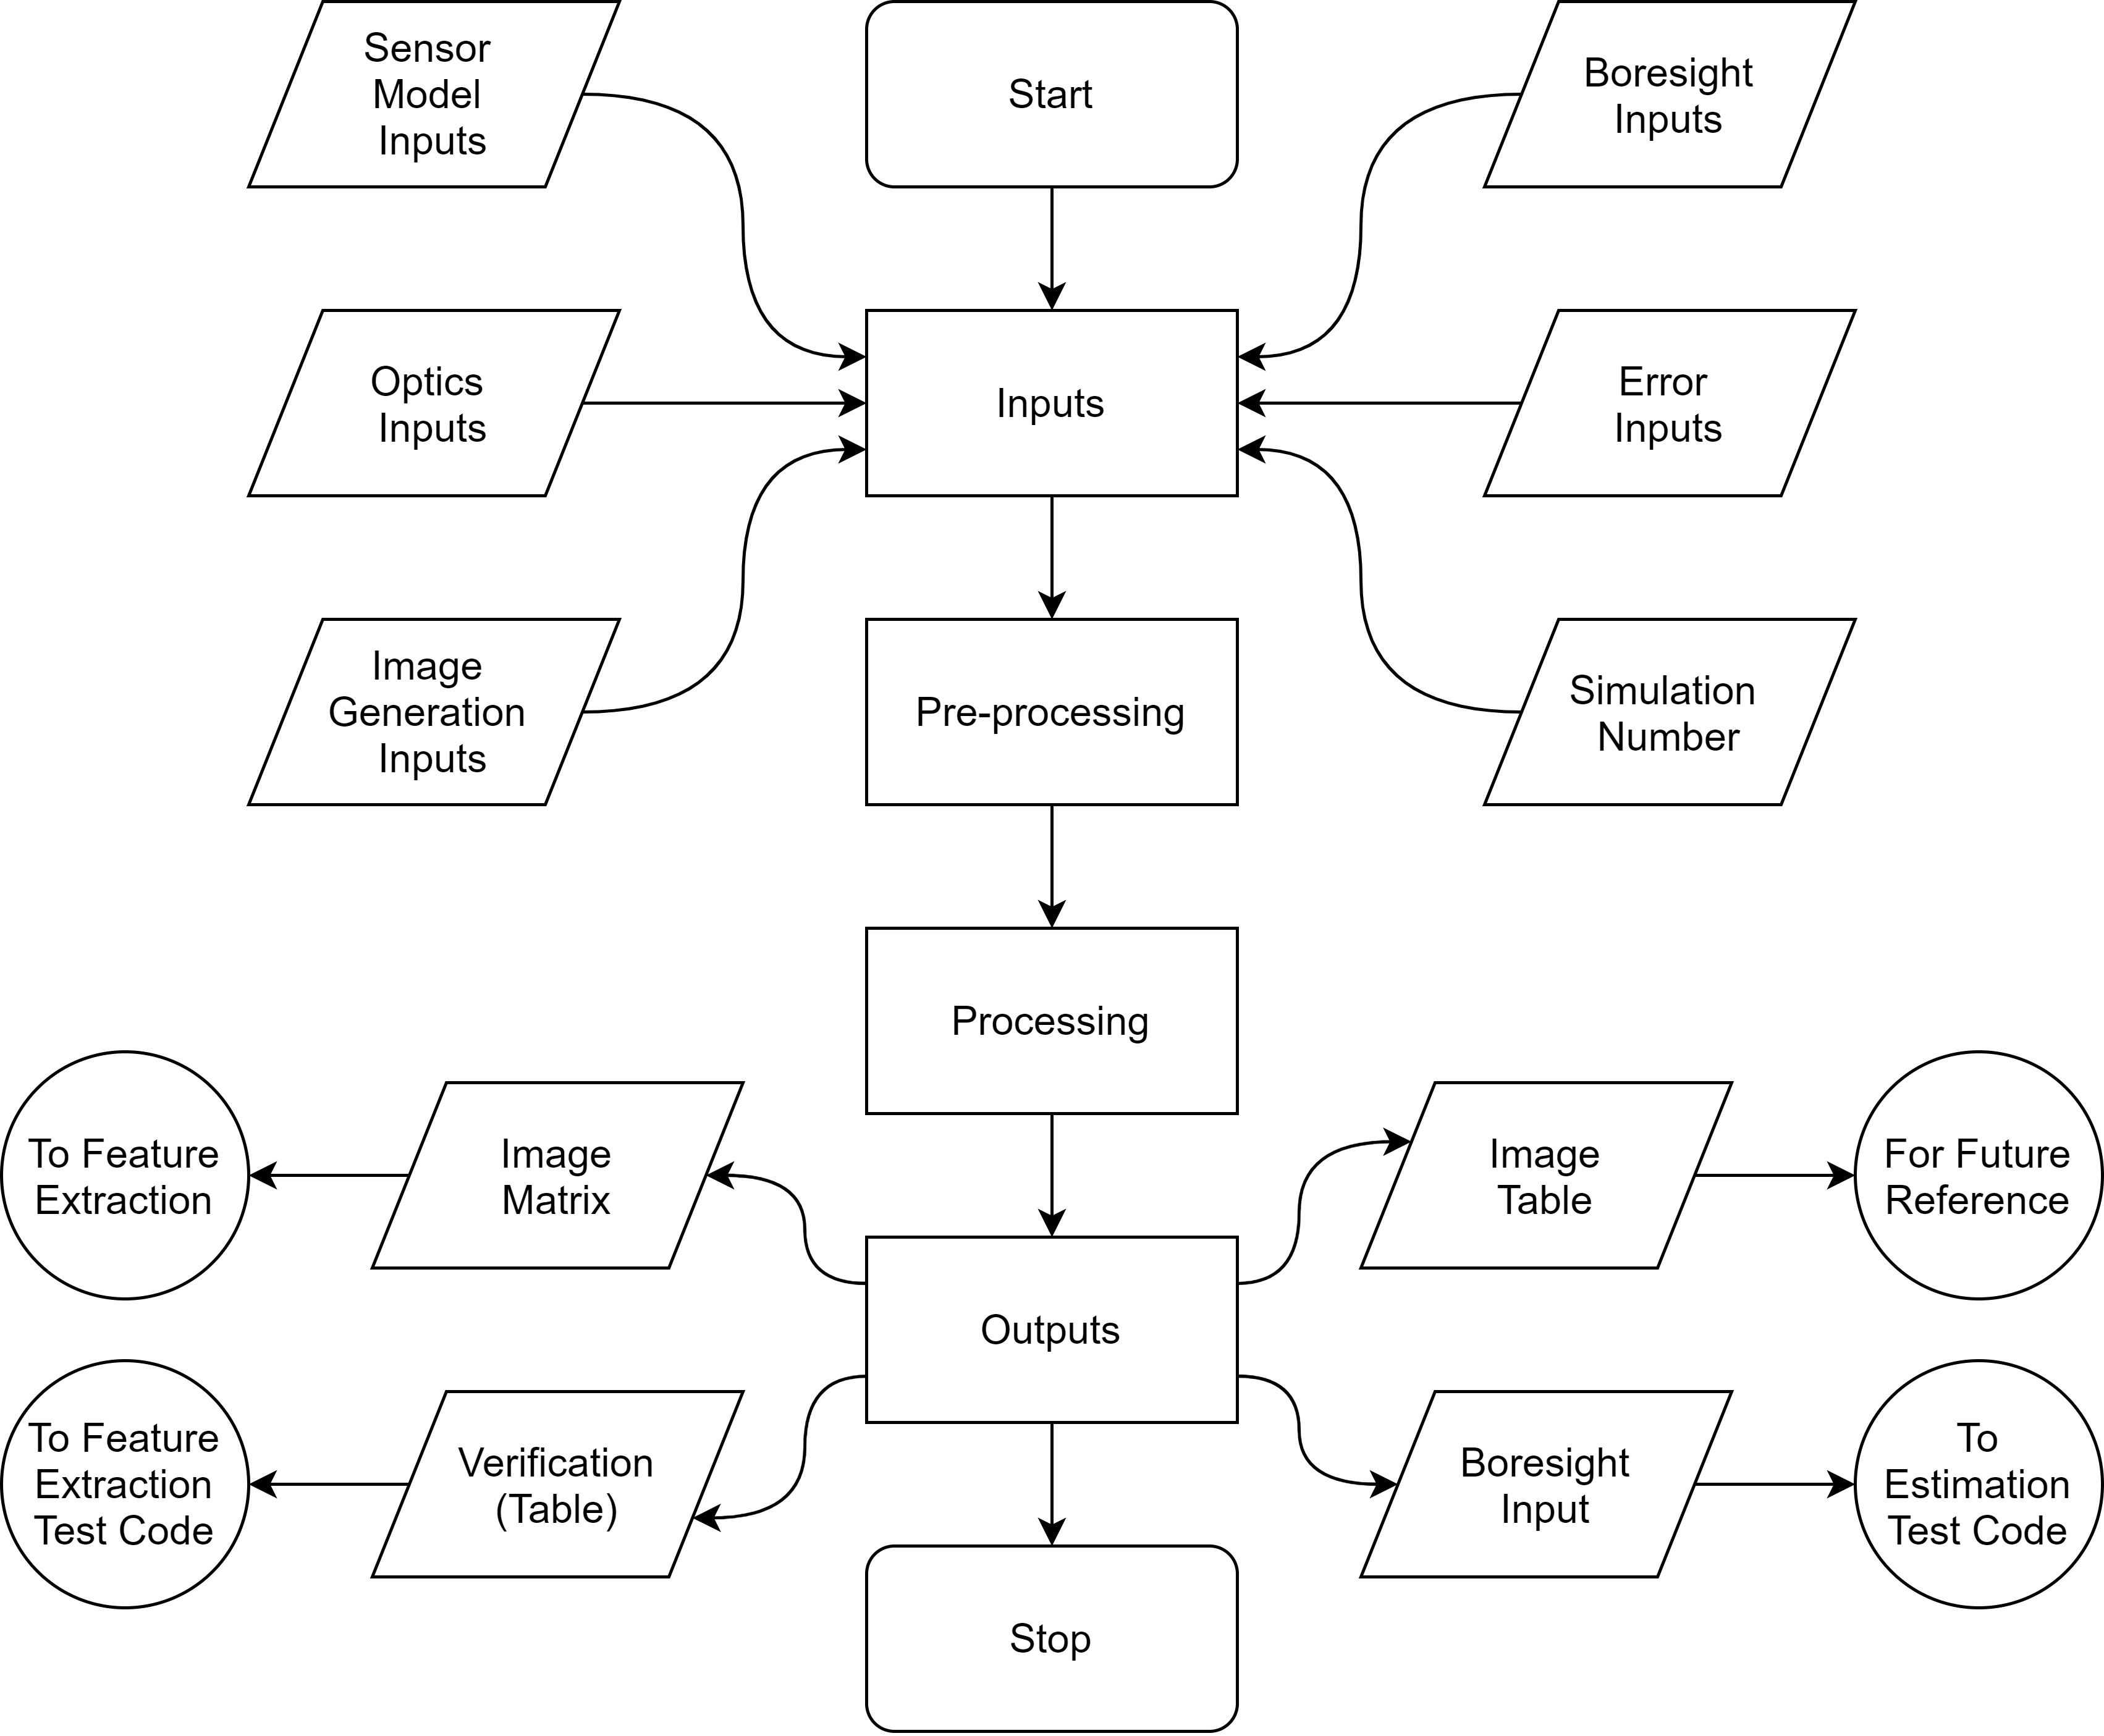 Sensor
Model
Inputs
Start
Boresight
Inputs
Optics
Inputs
Inputs
Error
Inputs
Image
Generation
Inputs
Pre-processing
Simulation
Number
Processing
To Feature
Extraction
Image
Matrix
Image
Table
For Future
Reference
Outputs
To Feature
Extraction
Test Code
Verification
(Table)
Boresight
Input
To
Estimation
Test Code
Stop